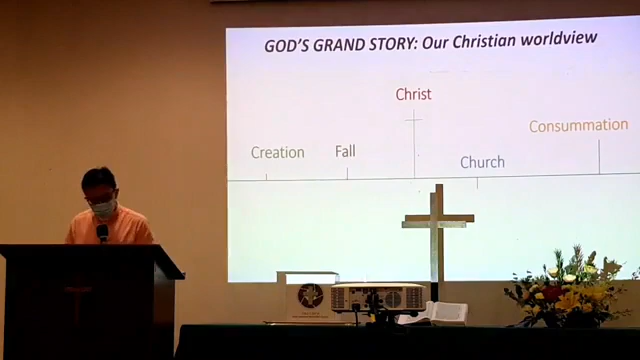 GOD'S GRAND STORY: Our Christian worldview
Christ
Consummation
Creation
Fall
Church